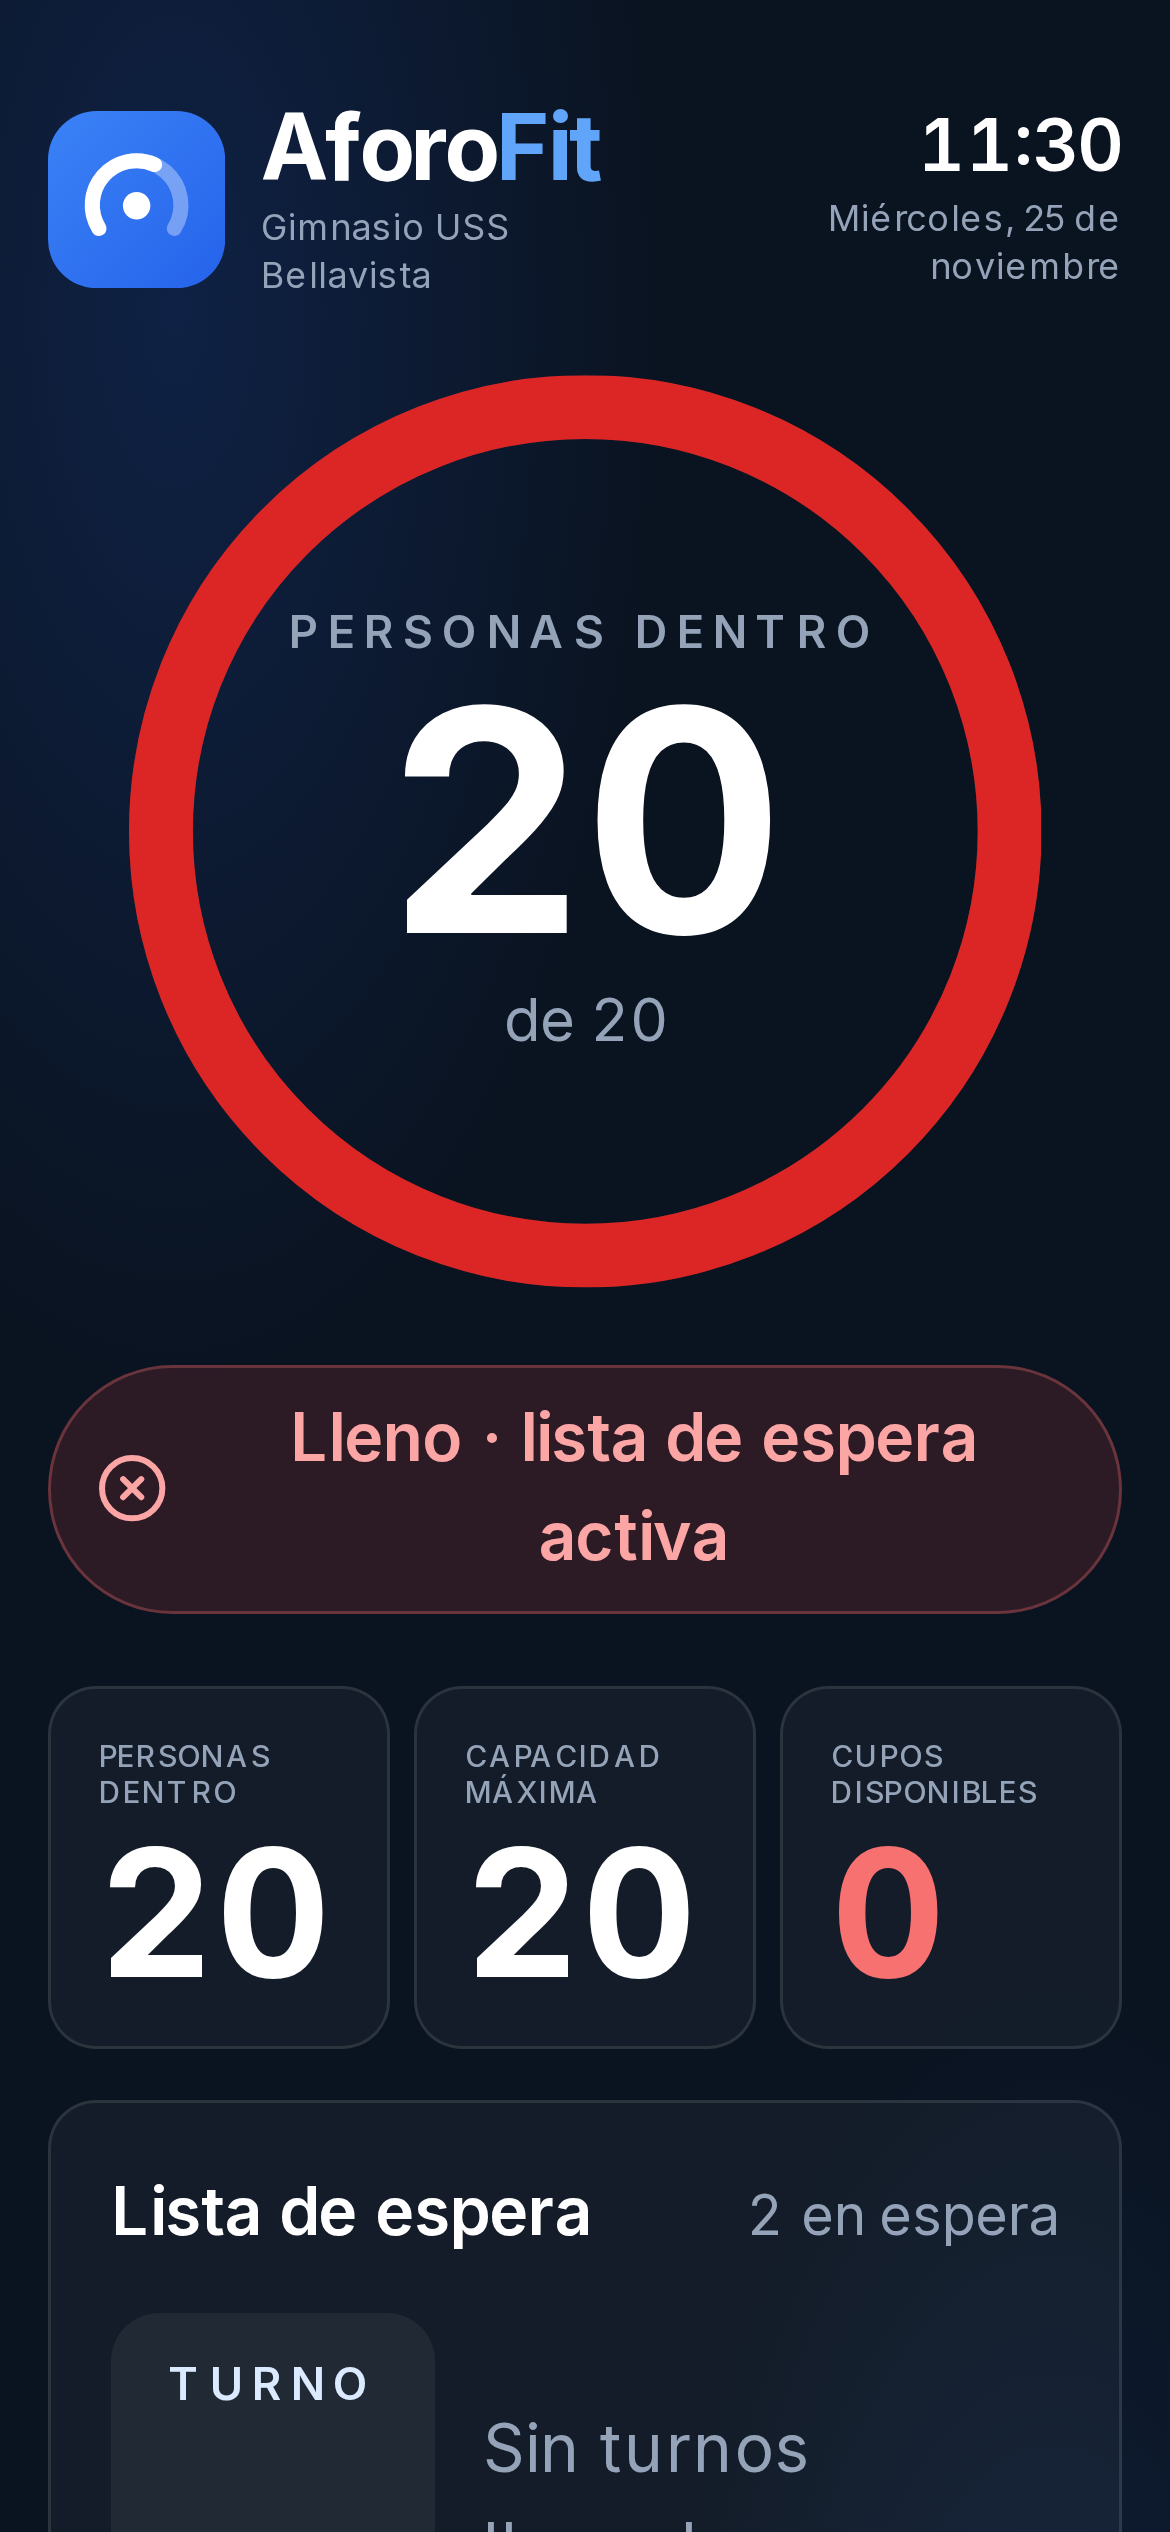 AforoFit
Gimnasio USS
Bellavista
11:30
Miércoles, 25 de
noviembre
PERSONAS DENTRO
20
de 20
Lleno · lista de espera
activa
PERSONAS
DENTRO
20
CAPACIDAD
MÁXIMA
20
CUPOS
DISPONIBLES
0
Lista de espera
2 en espera
TURNO
Sin turnos